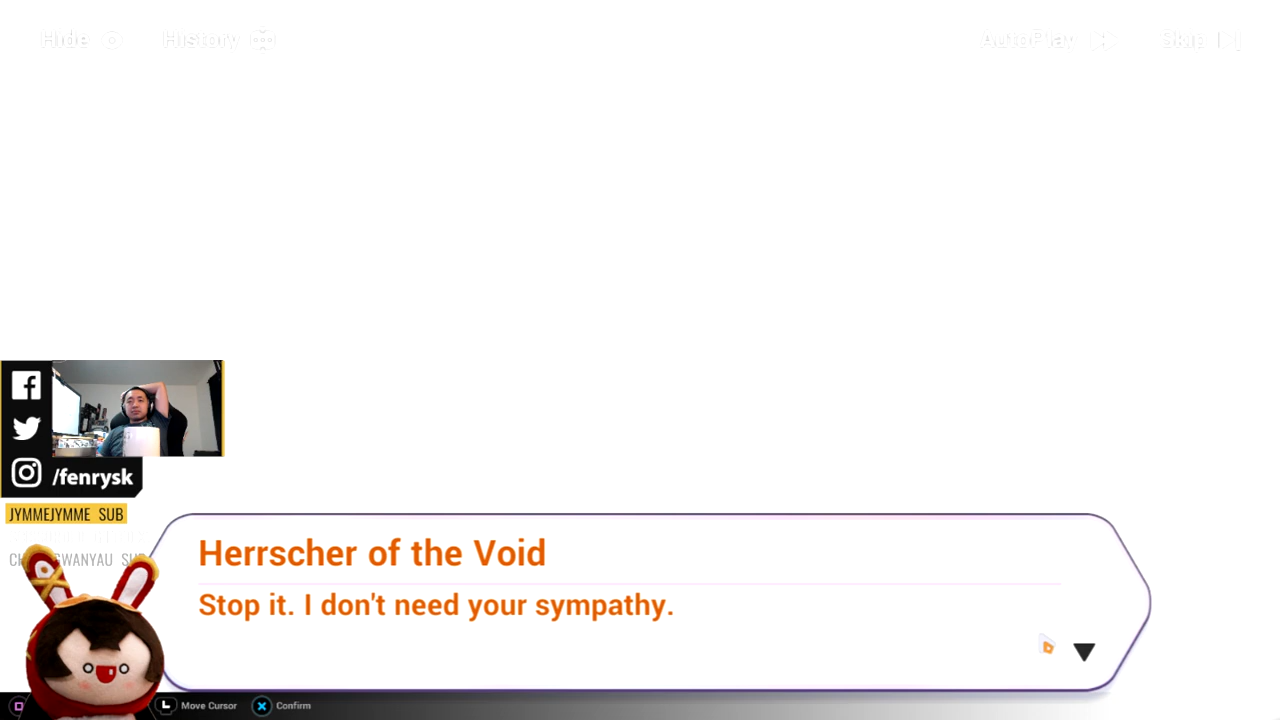 Hide
History
AutoPlay
Skip
/fenrysk
JYMMEJYMME SUB
Herrscher of the Void
Stop it. I don't need your sympathy.
Move Cursor
Confirm